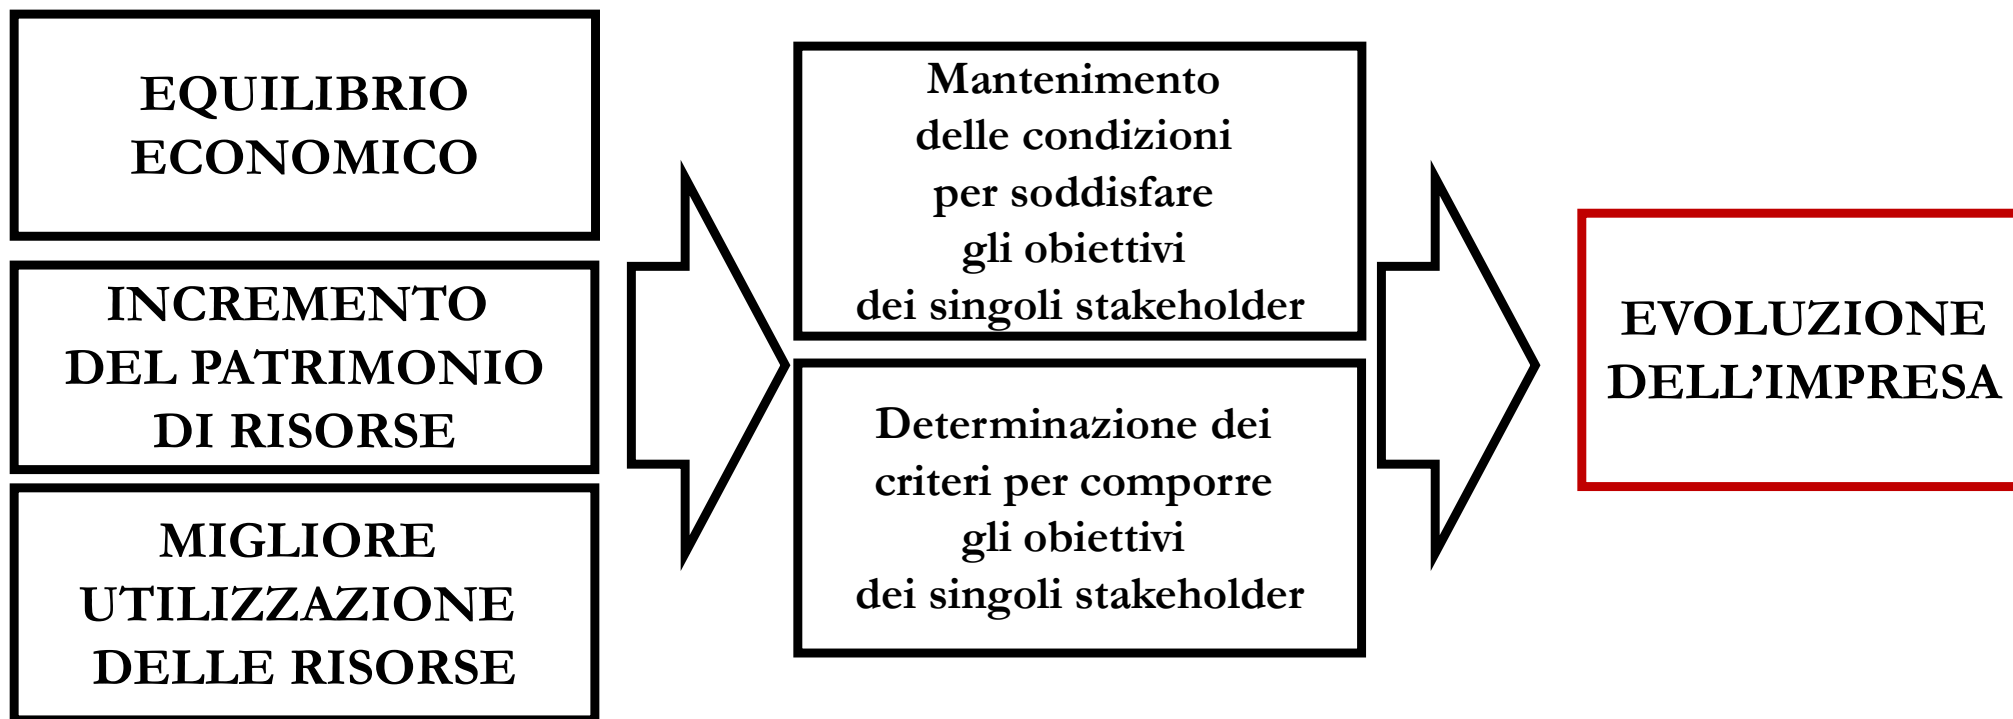 EQUILIBRIO
ECONOMICO
INCREMENTO
DEL PATRIMONIO
DI RISORSE
MIGLIORE
UTILIZZAZIONE
DELLE RISORSE
Mantenimento
delle condizioni
per soddisfare
gli obiettivi
dei singoli stakeholder
Determinazione dei
criteri per comporre
gli obiettivi
dei singoli stakeholder
EVOLUZIONE
DELL’IMPRESA